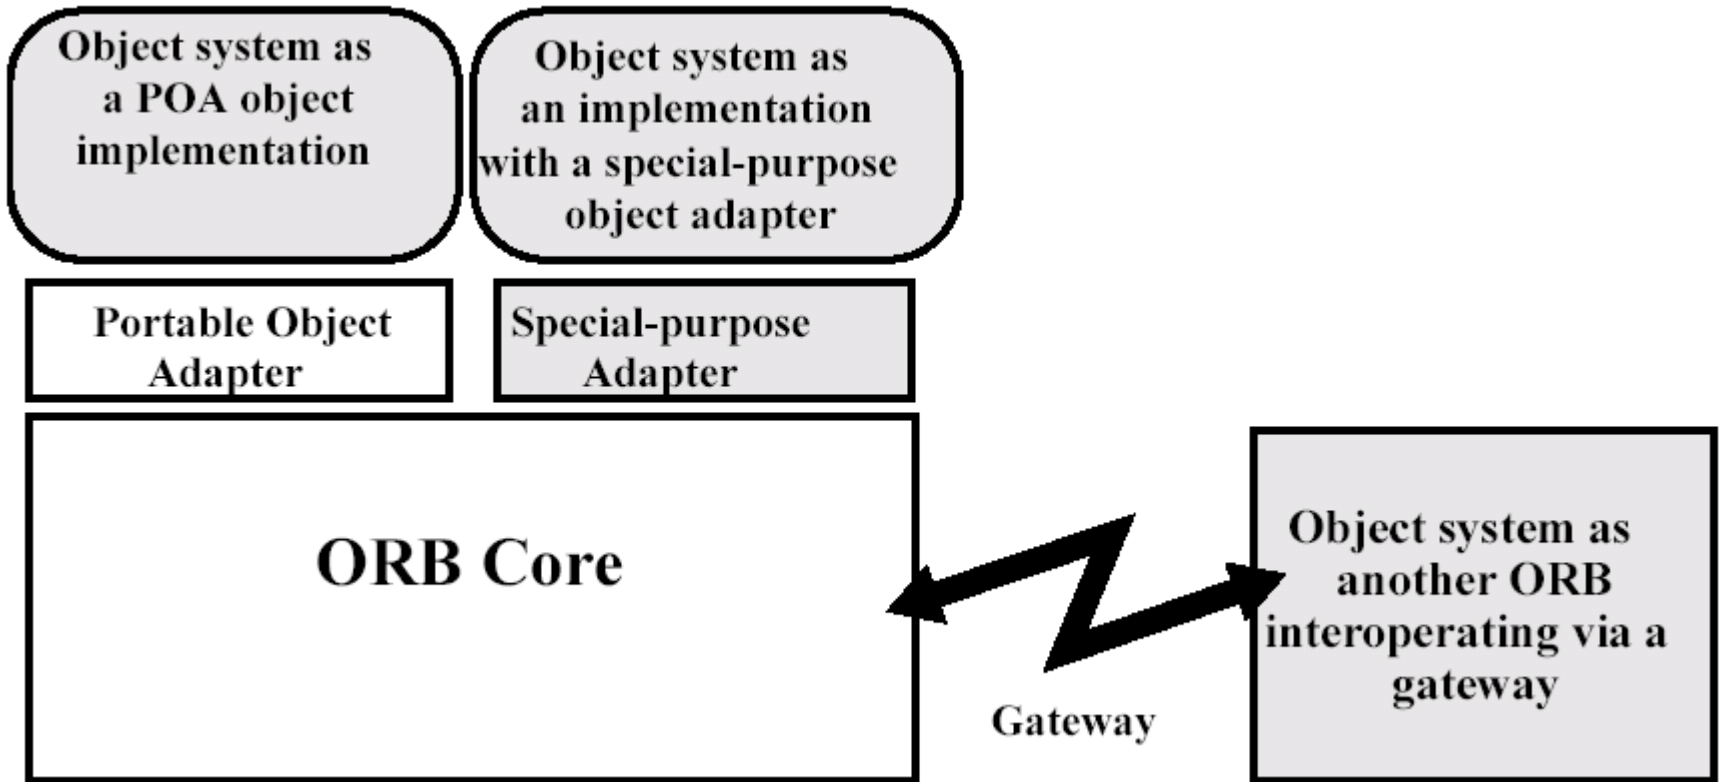 Object system as
a POA object
implementation
Object system as
an implementation
with a special-purpose
object adapter
Portable Object
Adapter
Special-purpose
Adapter
ORB Core
Gateway
Object system as
another ORB
interoperating via a
gateway